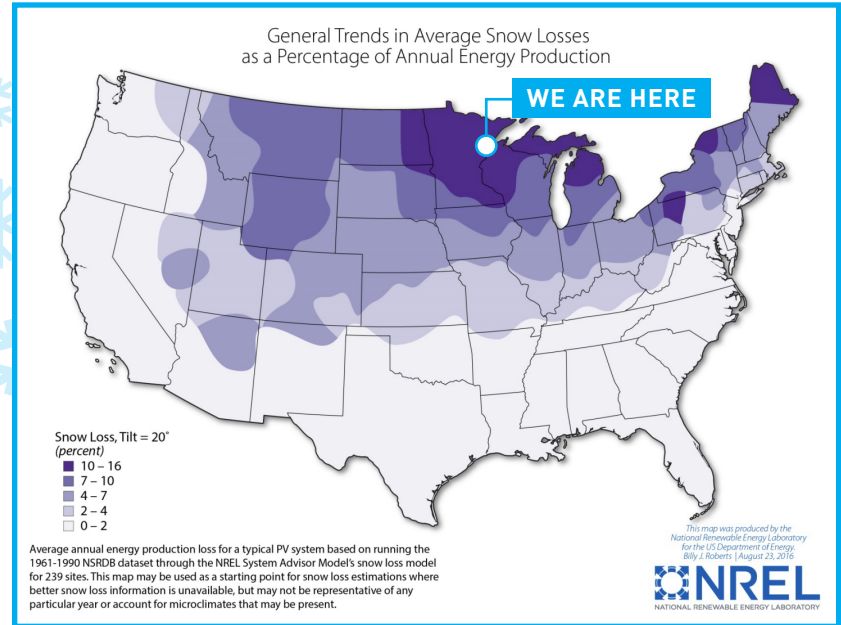 General Trends in Average Snow Losses
as a Percentage of Annual Energy Production
WE ARE HERE
Snow Loss, Tilt = 20°
(percent)
10 – 16
7 – 10
4 – 7
2 – 4
0 – 2
Average annual energy production loss for a typical PV system based on running the
1961-1990 NSRDB dataset through the NREL System Advisor Model's snow loss model
for 239 sites. This map may be used as a starting point for snow loss estimations where
better snow loss information is unavailable, but may not be representative of any
particular year or account for microclimates that may be present.
This map was produced by the
National Renewable Energy Laboratory
for the US Department of Energy.
Billy J. Roberts | August 23, 2016
NREL
NATIONAL RENEWABLE ENERGY LABORATORY